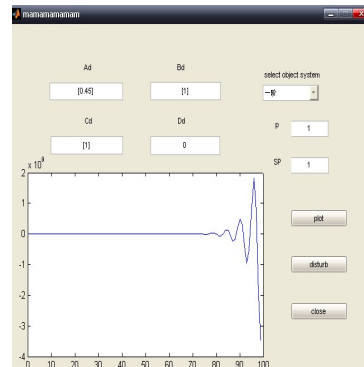 mamamamamam
Ad
Bd
select object system
[0.45]
[1]
一般
Cd
Dd
P
1
[1]
0
SP
1
x 10^9
2
1
0
-1
-2
-3
-4
0 10 20 30 40 50 60 70 80 90 100
plot
disturb
close